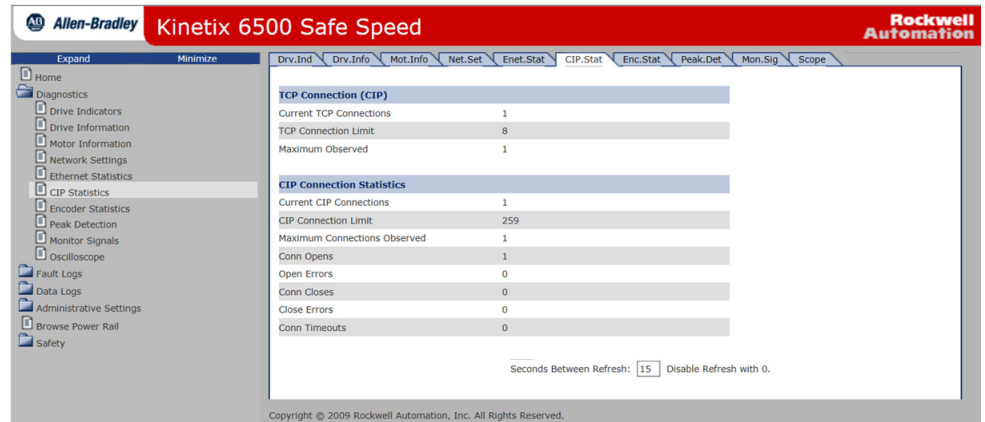 AB Allen-Bradley Kinetix 6500 Safe Speed Rockwell Automation
Expand Minimize
Home
Diagnostics
Drive Indicators
Drive Information
Motor Information
Network Settings
Ethernet Statistics
CIP Statistics
Encoder Statistics
Peak Detection
Monitor Signals
Oscilloscope
Fault Logs
Data Logs
Administrative Settings
Browse Power Rail
Safety
Drv.Ind Drv.Info Mot.Info Net.Set Enet.Stat CIP.Stat Enc.Stat Peak.Det Mon.Sig Scope
TCP Connection (CIP)
Current TCP Connections 1
TCP Connection Limit 8
Maximum Observed 1
CIP Connection Statistics
Current CIP Connections 1
CIP Connection Limit 259
Maximum Connections Observed 1
Conn Opens 1
Open Errors 0
Conn Closes 0
Close Errors 0
Conn Timeouts 0
Seconds Between Refresh: 15 Disable Refresh with 0.
Copyright © 2009 Rockwell Automation, Inc. All Rights Reserved.